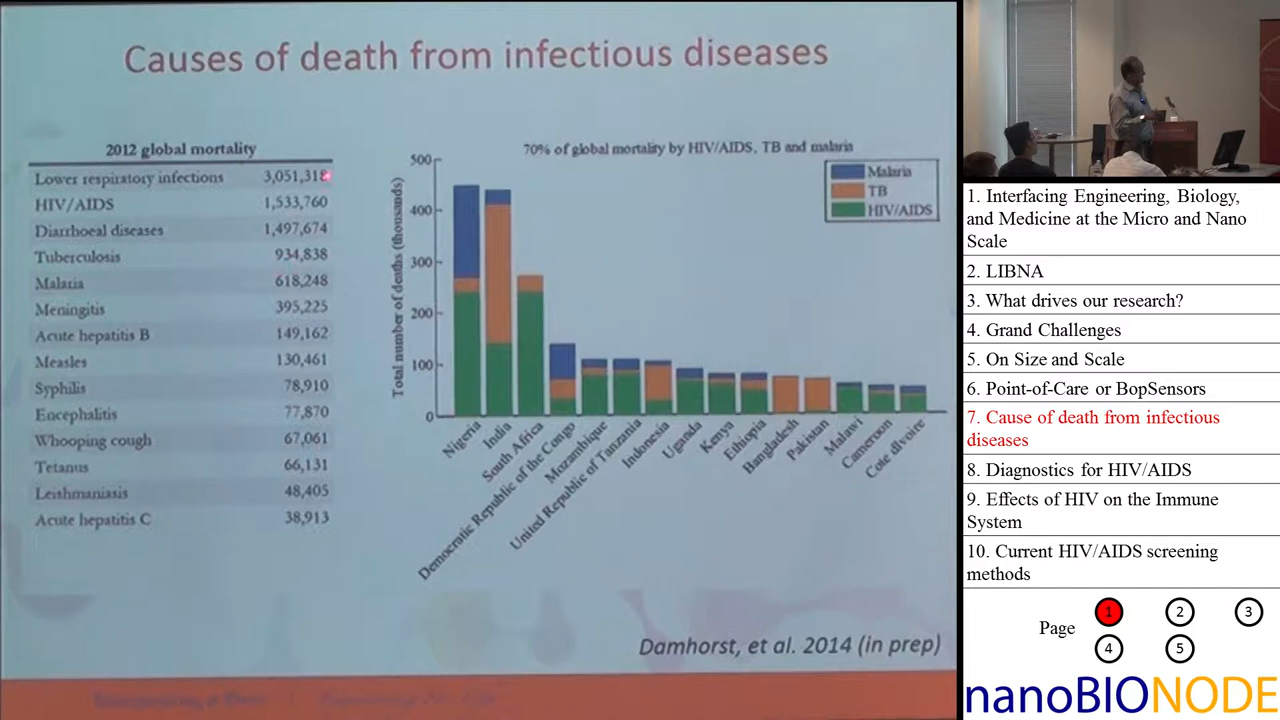 Causes of death from infectious diseases
2012 global mortality
Lower respiratory infections 3,051,318
HIV/AIDS 1,533,760
Diarrhoeal diseases 1,497,674
Tuberculosis 934,838
Malaria 618,248
Meningitis 395,225
Acute hepatitis B 149,162
Measles 130,461
Syphilis 78,910
Encephalitis 77,870
Whooping cough 67,061
Tetanus 66,131
Leishmaniasis 48,405
Acute hepatitis C 38,913
70% of global mortality by HIV/AIDS, TB and malaria
Malaria
TB
HIV/AIDS
Total number of deaths (thousands)
500
400
300
200
100
0
Nigeria
India
South Africa
Democratic Republic of the Congo
Mozambique
United Republic of Tanzania
Indonesia
Uganda
Kenya
Ethiopia
Bangladesh
Pakistan
Malawi
Cameroon
Cote dIvoire
Damhorst, et al. 2014 (in prep)
1. Interfacing Engineering, Biology,
and Medicine at the Micro and Nano
Scale
2. LIBNA
3. What drives our research?
4. Grand Challenges
5. On Size and Scale
6. Point-of-Care or BopSensors
7. Cause of death from infectious
diseases
8. Diagnostics for HIV/AIDS
9. Effects of HIV on the Immune
System
10. Current HIV/AIDS screening
methods
Page 1 2 3
4 5
nanoBIONODE